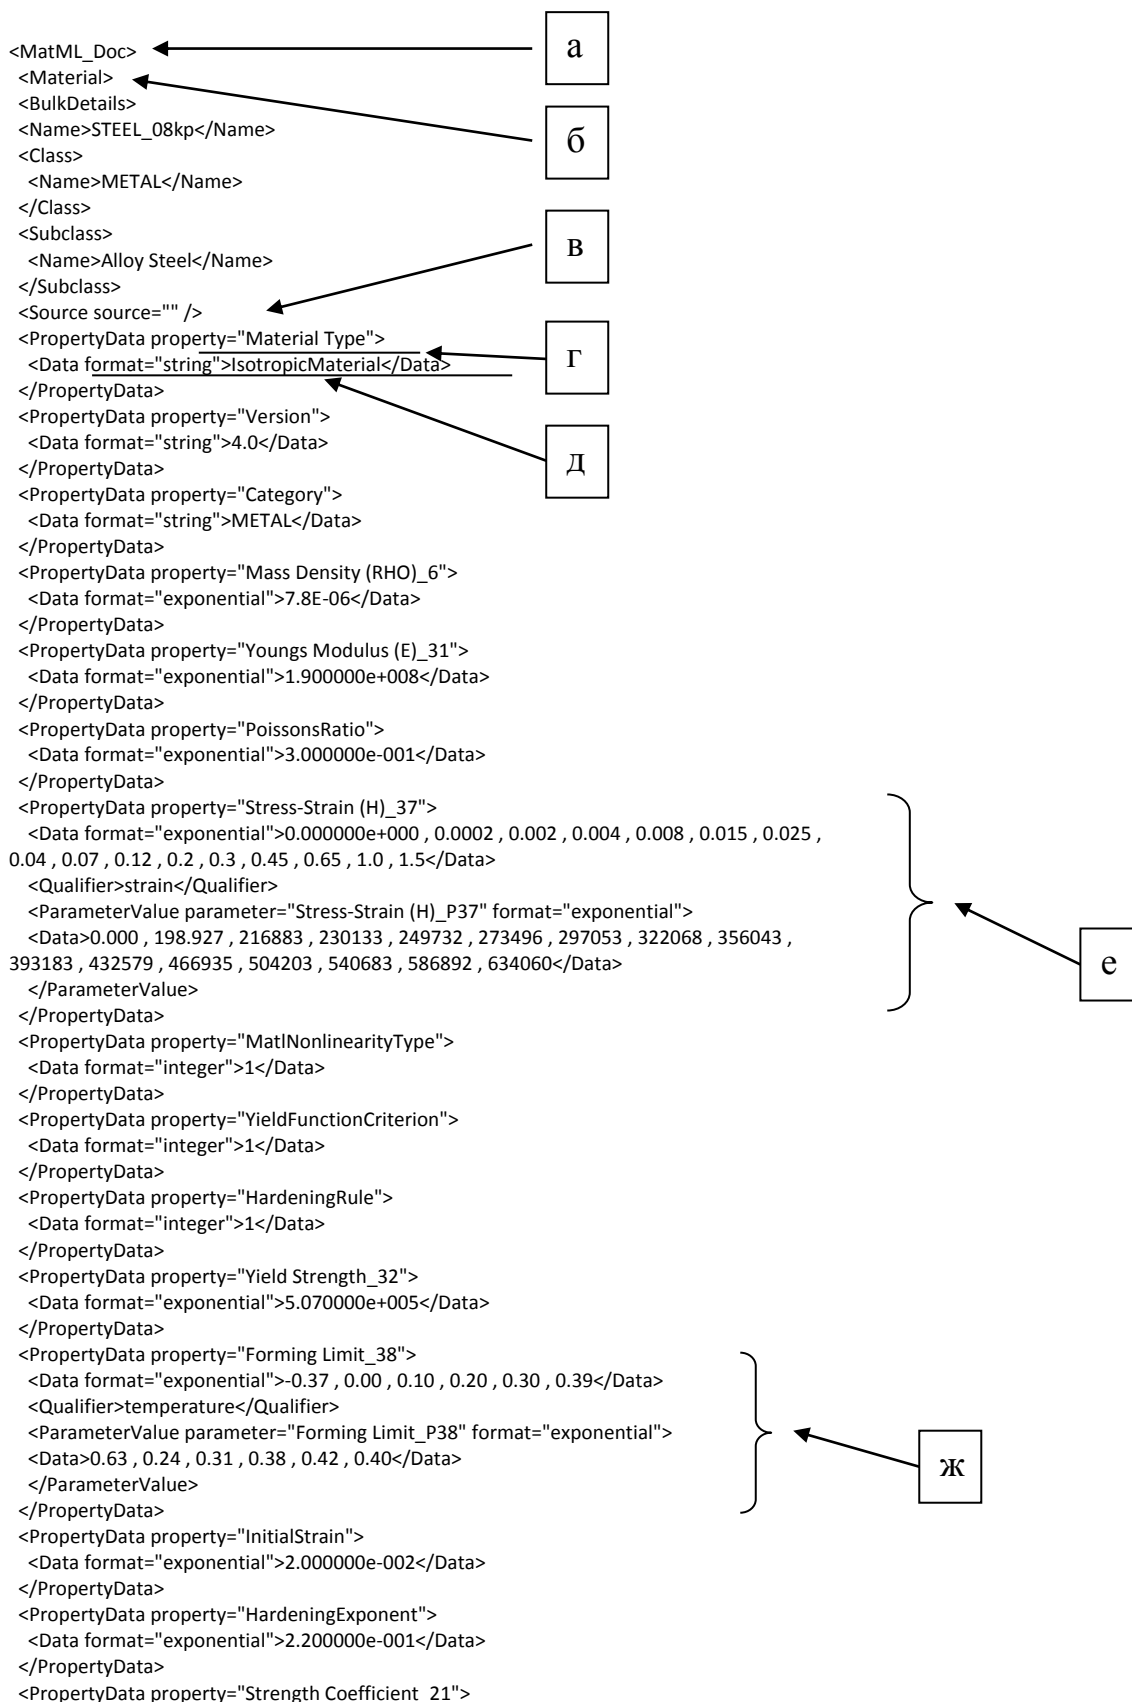 <MatML_Doc>
а
<Material>
<BulkDetails>
<Name>STEEL_08kp</Name>
б
<Class>
<Name>METAL</Name>
</Class>
<Subclass>
в
<Name>Alloy Steel</Name>
</Subclass>
<Source source="" />
<PropertyData property="Material Type">
г
<Data format="string">IsotropicMaterial</Data>
</PropertyData>
<PropertyData property="Version">
<Data format="string">4.0</Data>
д
</PropertyData>
<PropertyData property="Category">
<Data format="string">METAL</Data>
</PropertyData>
<PropertyData property="Mass Density (RHO)_6">
<Data format="exponential">7.8E-06</Data>
</PropertyData>
<PropertyData property="Youngs Modulus (E)_31">
<Data format="exponential">1.900000e+008</Data>
</PropertyData>
<PropertyData property="PoissonsRatio">
<Data format="exponential">3.000000e-001</Data>
</PropertyData>
<PropertyData property="Stress-Strain (H)_37">
<Data format="exponential">0.000000e+000 , 0.0002 , 0.002 , 0.004 , 0.008 , 0.015 , 0.025 ,
0.04 , 0.07 , 0.12 , 0.2 , 0.3 , 0.45 , 0.65 , 1.0 , 1.5</Data>
<Qualifier>strain</Qualifier>
<ParameterValue parameter="Stress-Strain (H)_P37" format="exponential">
<Data>0.000 , 198.927 , 216883 , 230133 , 249732 , 273496 , 297053 , 322068 , 356043 ,
393183 , 432579 , 466935 , 504203 , 540683 , 586892 , 634060</Data>
е
</ParameterValue>
</PropertyData>
<PropertyData property="MatlNonlinearityType">
<Data format="integer">1</Data>
</PropertyData>
<PropertyData property="YieldFunctionCriterion">
<Data format="integer">1</Data>
</PropertyData>
<PropertyData property="HardeningRule">
<Data format="integer">1</Data>
</PropertyData>
<PropertyData property="Yield Strength_32">
<Data format="exponential">5.070000e+005</Data>
</PropertyData>
<PropertyData property="Forming Limit_38">
<Data format="exponential">-0.37 , 0.00 , 0.10 , 0.20 , 0.30 , 0.39</Data>
<Qualifier>temperature</Qualifier>
<ParameterValue parameter="Forming Limit_P38" format="exponential">
<Data>0.63 , 0.24 , 0.31 , 0.38 , 0.42 , 0.40</Data>
ж
</ParameterValue>
</PropertyData>
<PropertyData property="InitialStrain">
<Data format="exponential">2.000000e-002</Data>
</PropertyData>
<PropertyData property="HardeningExponent">
<Data format="exponential">2.200000e-001</Data>
</PropertyData>
<PropertyData property="Strength Coefficient_21">